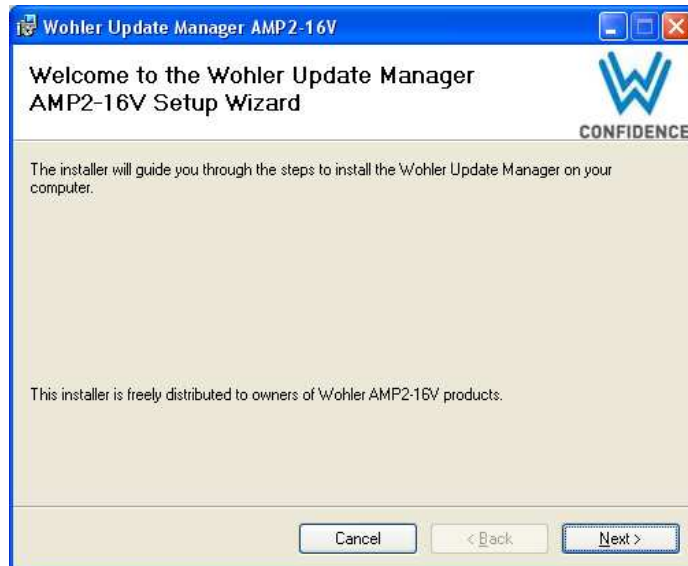 Wohler Update Manager AMP2-16V
Welcome to the Wohler Update Manager
AMP2-16V Setup Wizard
CONFIDENCE
The installer will guide you through the steps to install the Wohler Update Manager on your
computer.
This installer is freely distributed to owners of Wohler AMP2-16V products.
Cancel
< Back
Next >